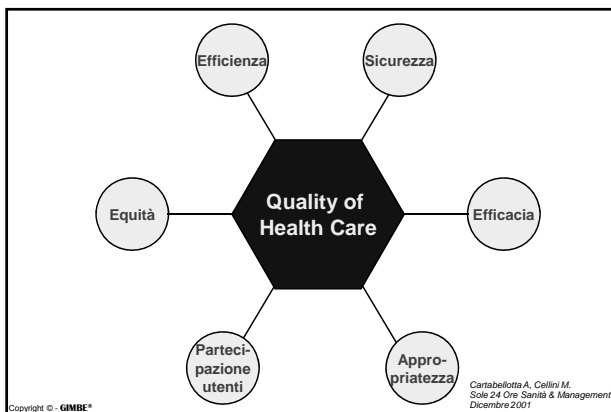 Efficienza
Sicurezza
Equità
Quality of
Health Care
Efficacia
Parteci-
pazione
utenti
Appro-
priatezza
Cartabellotta A, Cellini M.
Sole 24 Ore Sanità & Management
Dicembre 2001
Copyright © - GIMBE®